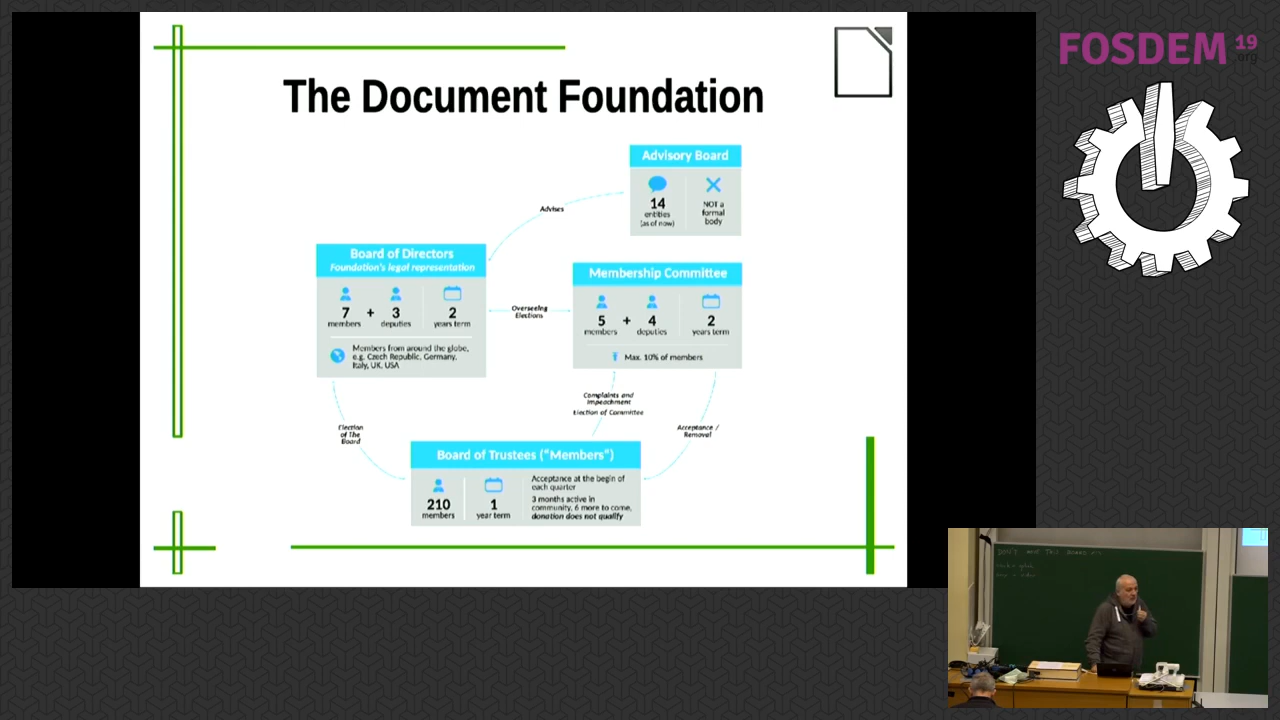 FOSDEM 19
.org
The Document Foundation
Advisory Board
14
entities
(as of now)
NOT a
formal
body
Advises
Board of Directors
Foundation's legal representation
7 + 3
members deputies
2
years term
Members from around the globe,
e.g. Czech Republic, Germany,
Italy, UK, USA
Overseeing
Elections
Membership Committee
5 + 4
members deputies
2
years term
Max. 10% of members
Complaints and
Impeachment
Election of Committee
Election
of The
Board
Acceptance /
Removal
Board of Trustees ("Members")
210
members
1
year term
Acceptance at the begin of
each quarter
3 months active in
community, 6 more to come,
donation does not qualify